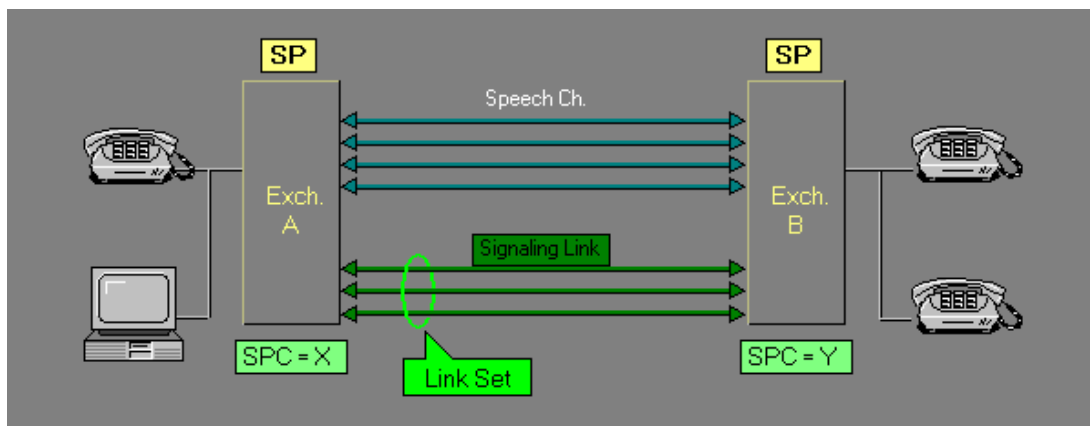 SP
SP
Speech Ch.
Exch.
A
Exch.
B
Signaling Link
SPC = X
SPC = Y
Link Set